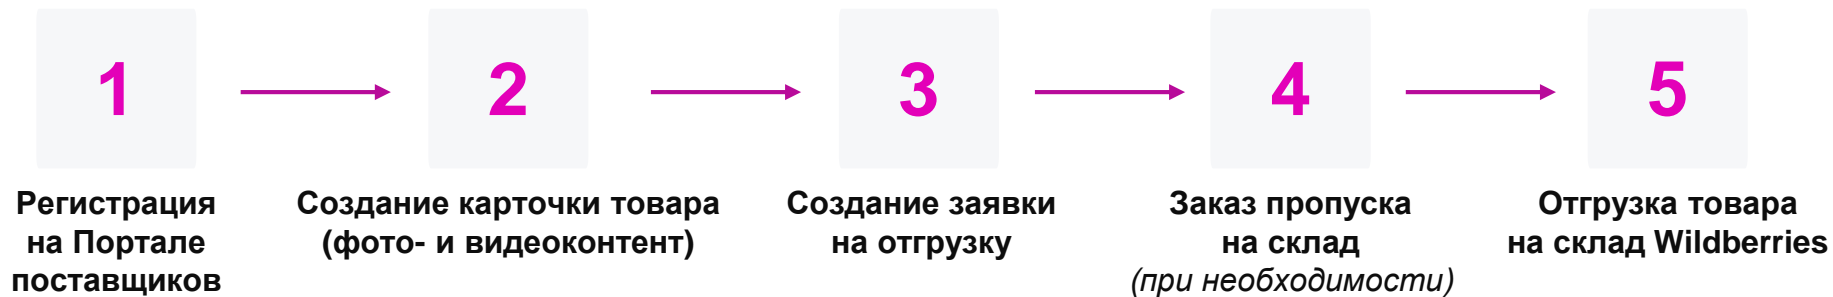 1
2
3
4
5
Регистрация
на Портале
поставщиков
Создание карточки товара
(фото- и видеоконтент)
Создание заявки
на отгрузку
Заказ пропуска
на склад
(при необходимости)
Отгрузка товара
на склад Wildberries